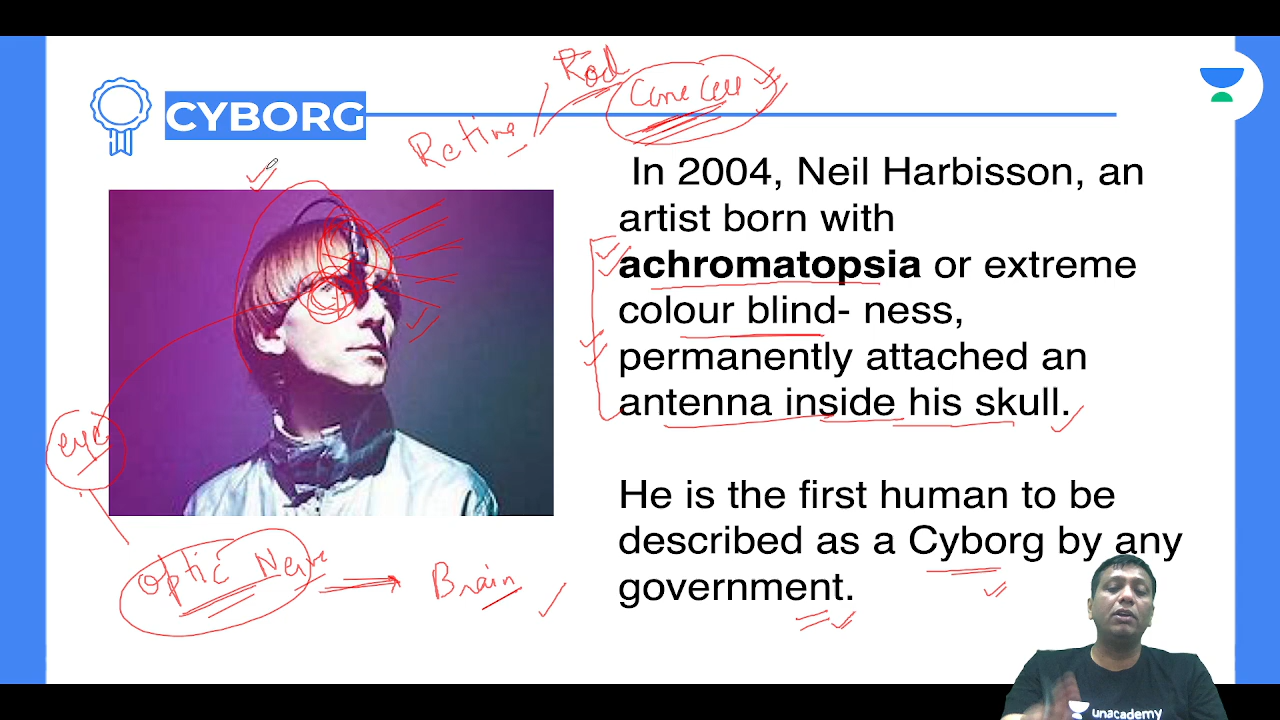 CYBORG
Retina
Rod
Cone Cell
In 2004, Neil Harbisson, an
artist born with
achromatopsia or extreme
colour blind- ness,
permanently attached an
antenna inside his skull.
He is the first human to be
described as a Cyborg by any
government.
eye
optic Nerve
Brain
unacademy